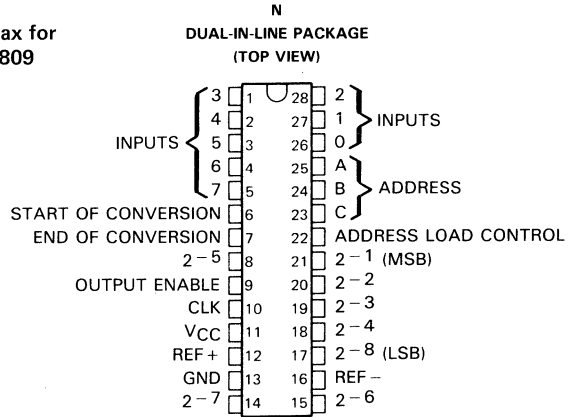 N
ax for
809
DUAL-IN-LINE PACKAGE
(TOP VIEW)
3 1 28 2
4 2 27 1 INPUTS
INPUTS 5 3 26 0
6 4 25 A
7 5 24 B ADDRESS
START OF CONVERSION 6 23 C
END OF CONVERSION 7 22 ADDRESS LOAD CONTROL
2−5 8 21 2−1 (MSB)
OUTPUT ENABLE 9 20 2−2
CLK 10 19 2−3
VCC 11 18 2−4
REF+ 12 17 2−8 (LSB)
GND 13 16 REF−
2−7 14 15 2−6